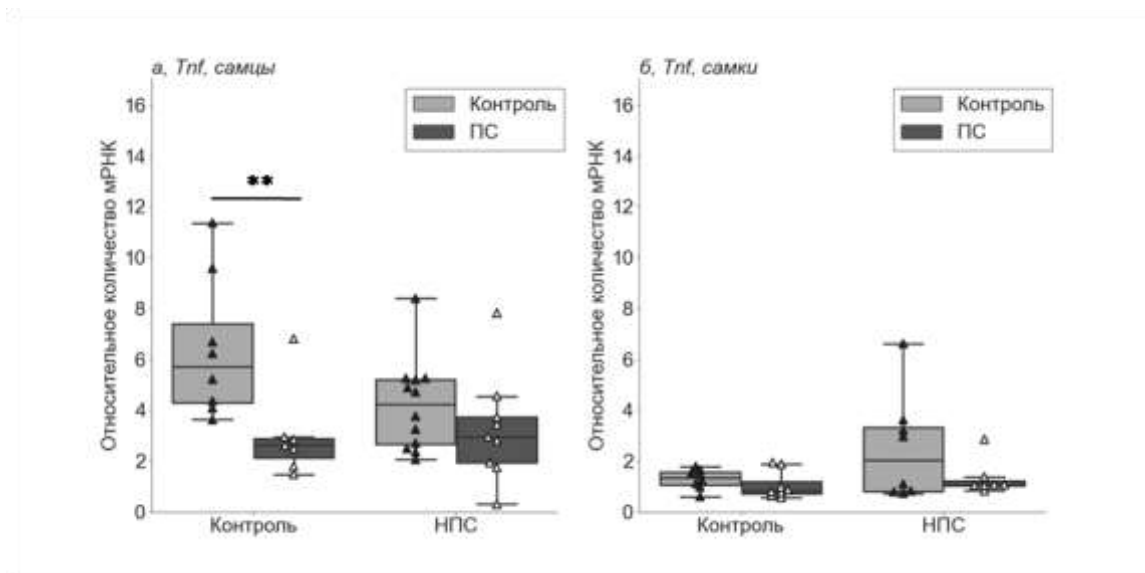 а, Tnf, самцы
Относительное количество мРНК
16
14
12
10
8
6
4
2
0
Контроль
ПС
**
Контроль
НПС
б, Tnf, самки
Относительное количество мРНК
16
14
12
10
8
6
4
2
0
Контроль
ПС
Контроль
НПС